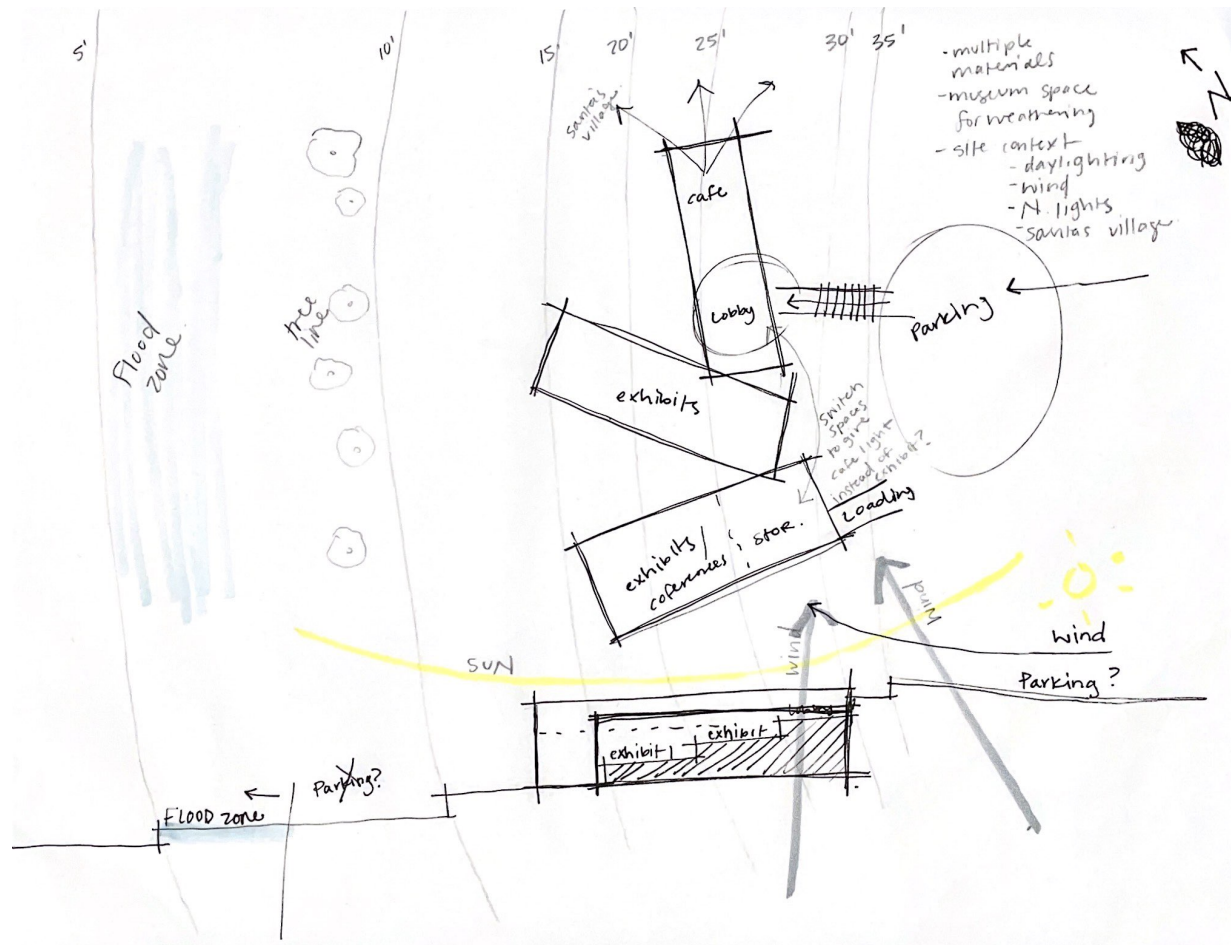 5'
10'
15'
20'
25'
30'
35'
- multiple
materials
- museum space
for weathering
- site context
- daylighting
- wind
- N. lights
- santas village
N
santas
village
cafe
Lobby
Parking
Flood
zone
tree
line
exhibits
switch
spaces
to give
cafe light
instead of
exhibit?
Loading
exhibits/
coferences
stor.
wind
wind
wind
SUN
Parking?
exhibit
exhibit
Parking?
FLOOD zone